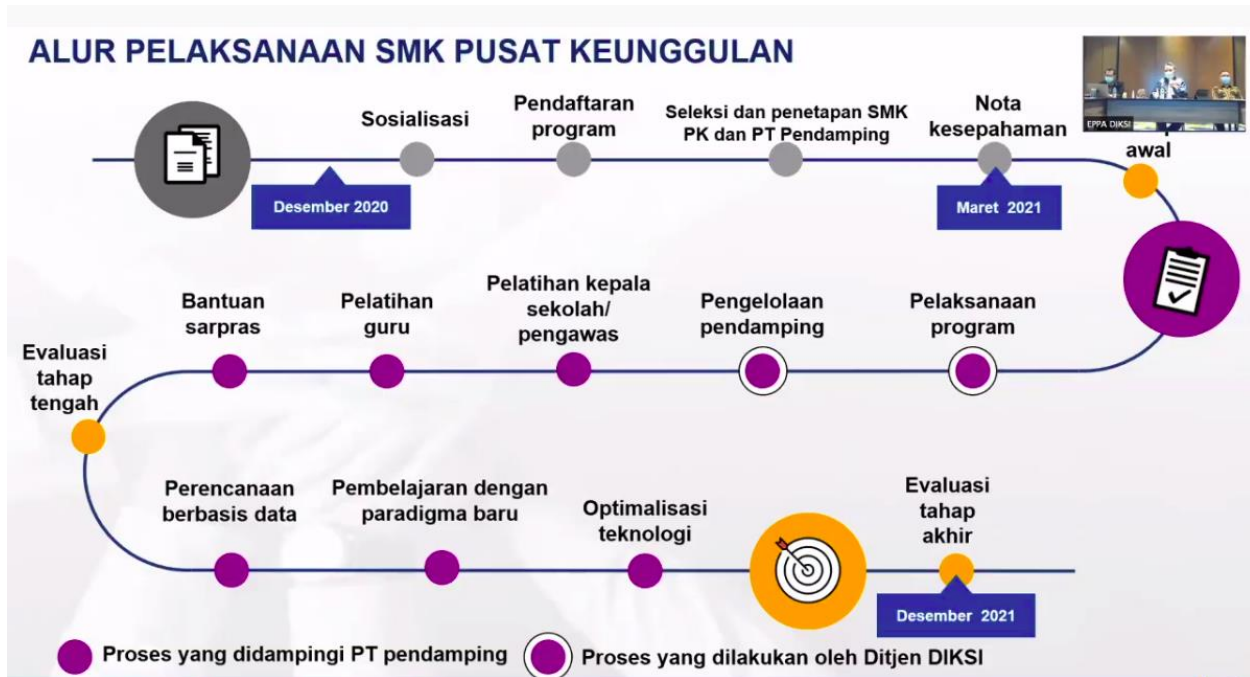 ALUR PELAKSANAAN SMK PUSAT KEUNGGULAN
EPPA DIKSI
Sosialisasi
Pendaftaran
program
Seleksi dan penetapan SMK
PK dan PT Pendamping
Nota
kesepahaman
awal
Desember 2020
Maret 2021
Bantuan
sarpras
Pelatihan
guru
Pelatihan kepala
sekolah/
pengawas
Pengelolaan
pendamping
Pelaksanaan
program
Evaluasi
tahap
tengah
Perencanaan
berbasis data
Pembelajaran dengan
paradigma baru
Optimalisasi
teknologi
Evaluasi
tahap
akhir
Desember 2021
Proses yang didampingi PT pendamping
Proses yang dilakukan oleh Ditjen DIKSI